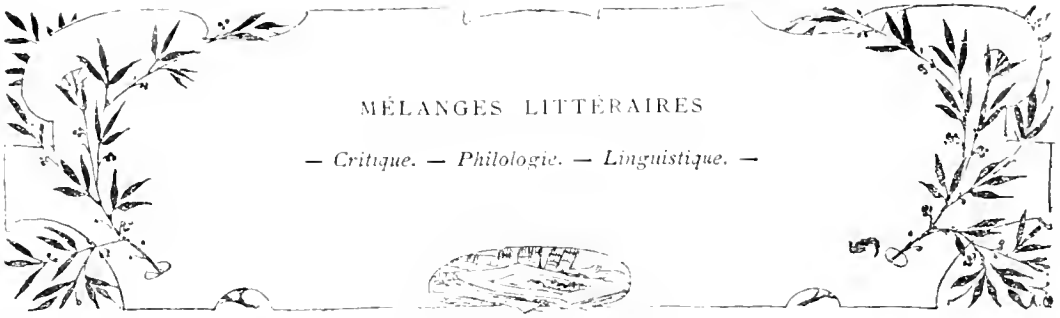 MÉLANGES LITTÉRAIRES
— Critique. — Philologie. — Linguistique. —